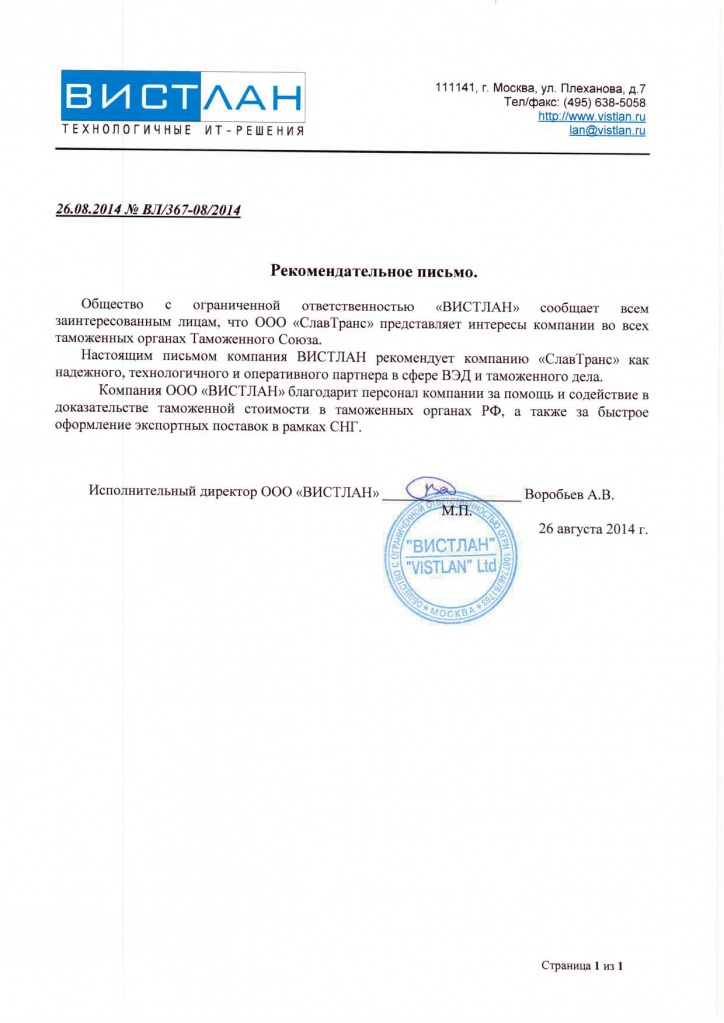 ВИСТЛАН
ТЕХНОЛОГИЧНЫЕ ИТ-РЕШЕНИЯ
111141, г. Москва, ул. Плеханова, д.7
Тел/факс: (495) 638-5058
http://www.vistlan.ru
lan@vistlan.ru
26.08.2014 № ВЛ/367-08/2014
Рекомендательное письмо.
Общество с ограниченной ответственностью «ВИСТЛАН» сообщает всем
заинтересованным лицам, что ООО «СлавТранс» представляет интересы компании во всех
таможенных органах Таможенного Союза.
Настоящим письмом компания ВИСТЛАН рекомендует компанию «СлавТранс» как
надежного, технологичного и оперативного партнера в сфере ВЭД и таможенного дела.
Компания ООО «ВИСТЛАН» благодарит персонал компании за помощь и содействие в
доказательстве таможенной стоимости в таможенных органах РФ, а также за быстрое
оформление экспортных поставок в рамках СНГ.
Исполнительный директор ООО «ВИСТЛАН» ____________________ Воробьев А.В.
М.П.
26 августа 2014 г.
ОБЩЕСТВО С ОГРАНИЧЕННОЙ ОТВЕТСТВЕННОСТЬЮ ОГРН
"ВИСТЛАН"
"VISTLAN" Ltd
* МОСКВА *
Страница 1 из 1